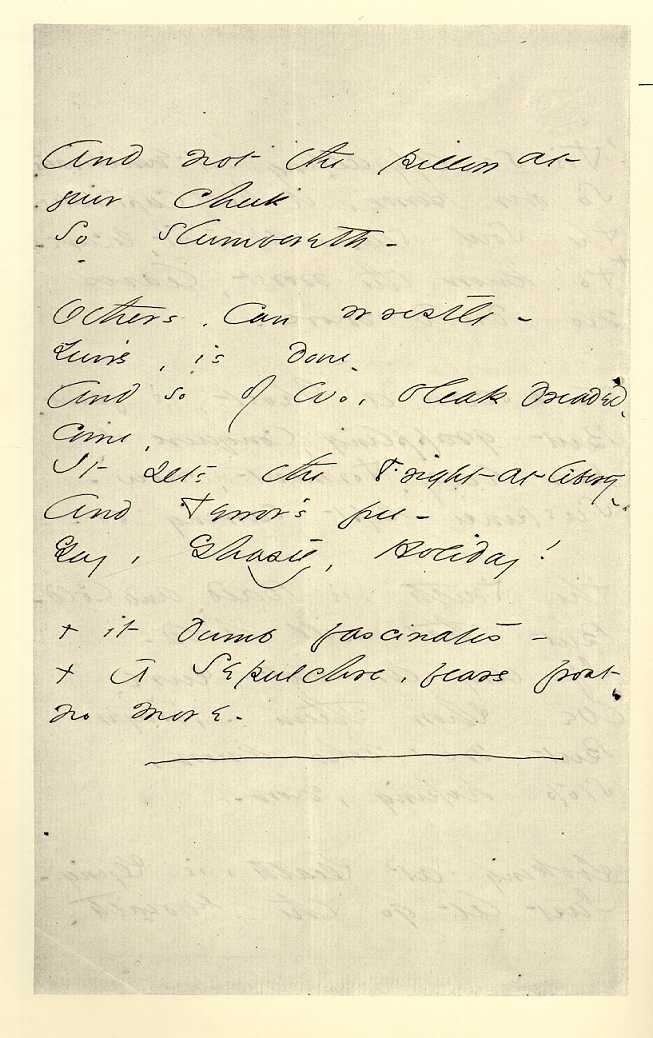 And not the pillow at
your cheek
So Slumbereth -
Others, Can wrestle -
Yours, is done -
And so of Wo, bleak dreaded,
come,
It sets the Fright at liberty -
And Terror's free -
Gay, Ghastly, Holiday!
+ it dumb fascinates -
+ A Sepulchre, fears frost,
no more -